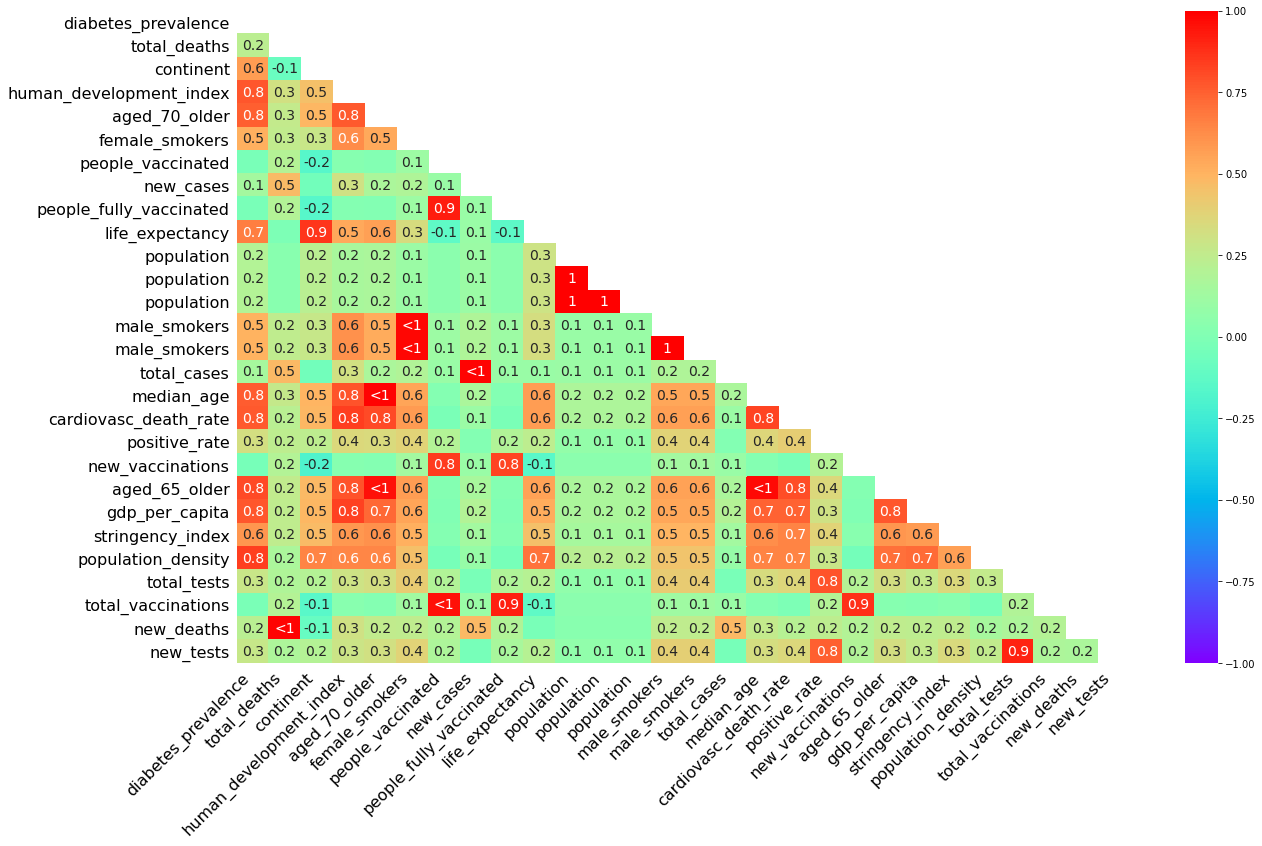 diabetes_prevalence
total_deaths 0.2
continent 0.6 -0.1
human_development_index 0.8 0.3 0.5
aged_70_older 0.8 0.3 0.5 0.8
female_smokers 0.5 0.3 0.3 0.6 0.5
people_vaccinated 0.2 -0.2 0.1
new_cases 0.1 0.5 0.3 0.2 0.2 0.1
people_fully_vaccinated 0.2 -0.2 0.1 0.9 0.1
life_expectancy 0.7 0.9 0.5 0.6 0.3 -0.1 0.1 -0.1
population 0.2 0.2 0.2 0.2 0.1 0.1 0.3
population 0.2 0.2 0.2 0.2 0.1 0.1 0.3 1
population 0.2 0.2 0.2 0.2 0.1 0.1 0.3 1 1
male_smokers 0.5 0.2 0.3 0.6 0.5 <1 0.1 0.2 0.1 0.3 0.1 0.1 0.1
male_smokers 0.5 0.2 0.3 0.6 0.5 <1 0.1 0.2 0.1 0.3 0.1 0.1 0.1 1
total_cases 0.1 0.5 0.3 0.2 0.2 0.1 <1 0.1 0.1 0.1 0.1 0.1 0.2 0.2
median_age 0.8 0.3 0.5 0.8 <1 0.6 0.2 0.6 0.2 0.2 0.2 0.5 0.5 0.2
cardiovasc_death_rate 0.8 0.2 0.5 0.8 0.8 0.6 0.1 0.6 0.2 0.2 0.2 0.6 0.6 0.1 0.8
positive_rate 0.3 0.2 0.2 0.4 0.3 0.4 0.2 0.2 0.2 0.1 0.1 0.1 0.4 0.4 0.4 0.4
new_vaccinations 0.2 -0.2 0.1 0.8 0.1 0.8 -0.1 0.1 0.1 0.1 0.2
aged_65_older 0.8 0.2 0.5 0.8 <1 0.6 0.2 0.6 0.2 0.2 0.2 0.6 0.6 0.2 <1 0.8 0.4
gdp_per_capita 0.8 0.2 0.5 0.8 0.7 0.6 0.2 0.5 0.2 0.2 0.2 0.5 0.5 0.2 0.7 0.7 0.3 0.8
stringency_index 0.6 0.2 0.5 0.6 0.6 0.5 0.1 0.5 0.1 0.1 0.1 0.5 0.5 0.1 0.6 0.7 0.4 0.6 0.6
population_density 0.8 0.2 0.7 0.6 0.6 0.5 0.1 0.7 0.2 0.2 0.2 0.5 0.5 0.1 0.7 0.7 0.3 0.7 0.7 0.6
total_tests 0.3 0.2 0.2 0.3 0.3 0.4 0.2 0.2 0.2 0.1 0.1 0.1 0.4 0.4 0.3 0.4 0.8 0.2 0.3 0.3 0.3 0.3
total_vaccinations 0.2 -0.1 0.1 <1 0.1 0.9 -0.1 0.1 0.1 0.1 0.2 0.9 0.2
new_deaths 0.2 <1 -0.1 0.3 0.2 0.2 0.2 0.5 0.2 0.2 0.2 0.5 0.3 0.2 0.2 0.2 0.2 0.2 0.2 0.2 0.2 0.2
new_tests 0.3 0.2 0.2 0.3 0.3 0.4 0.2 0.2 0.2 0.1 0.1 0.1 0.4 0.4 0.3 0.4 0.8 0.2 0.3 0.3 0.3 0.2 0.9 0.2 0.2
diabetes_prevalence
total_deaths
continent
human_development_index
aged_70_older
female_smokers
people_vaccinated
new_cases
people_fully_vaccinated
life_expectancy
population
population
population
male_smokers
male_smokers
total_cases
median_age
cardiovasc_death_rate
positive_rate
new_vaccinations
aged_65_older
gdp_per_capita
stringency_index
population_density
total_tests
total_vaccinations
new_deaths
new_tests
1.00
0.75
0.50
0.25
0.00
−0.25
−0.50
−0.75
−1.00